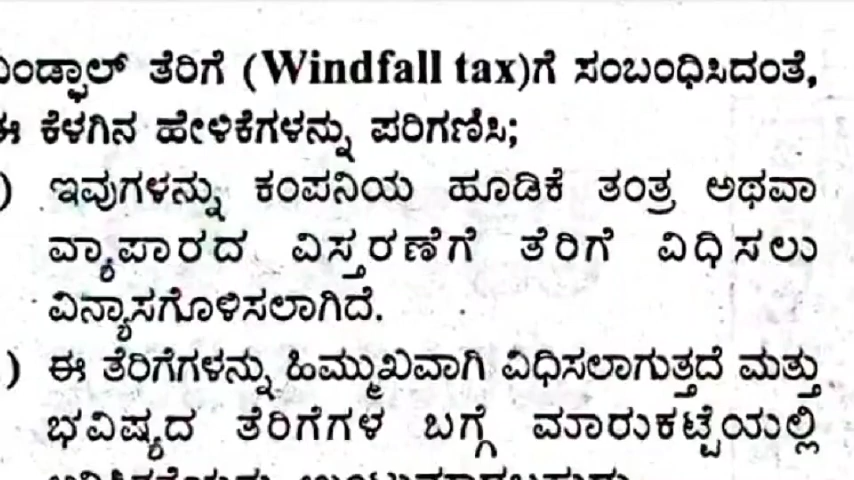 ವಿಂಡ್ಫಾಲ್ ತೆರಿಗೆ (Windfall tax)ಗೆ ಸಂಬಂಧಿಸಿದಂತೆ,
ಈ ಕೆಳಗಿನ ಹೇಳಿಕೆಗಳನ್ನು ಪರಿಗಣಿಸಿ;
) ಇವುಗಳನ್ನು ಕಂಪನಿಯ ಹೂಡಿಕೆ ತಂತ್ರ ಅಥವಾ
ವ್ಯಾಪಾರದ ವಿಸ್ತರಣೆಗೆ ತೆರಿಗೆ ವಿಧಿಸಲು
ವಿನ್ಯಾಸಗೊಳಿಸಲಾಗಿದೆ.
) ಈ ತೆರಿಗೆಗಳನ್ನು ಹಿಮ್ಮುಖವಾಗಿ ವಿಧಿಸಲಾಗುತ್ತದೆ ಮತ್ತು
ಭವಿಷ್ಯದ ತೆರಿಗೆಗಳ ಬಗ್ಗೆ ಮಾರುಕಟ್ಟೆಯಲ್ಲಿ